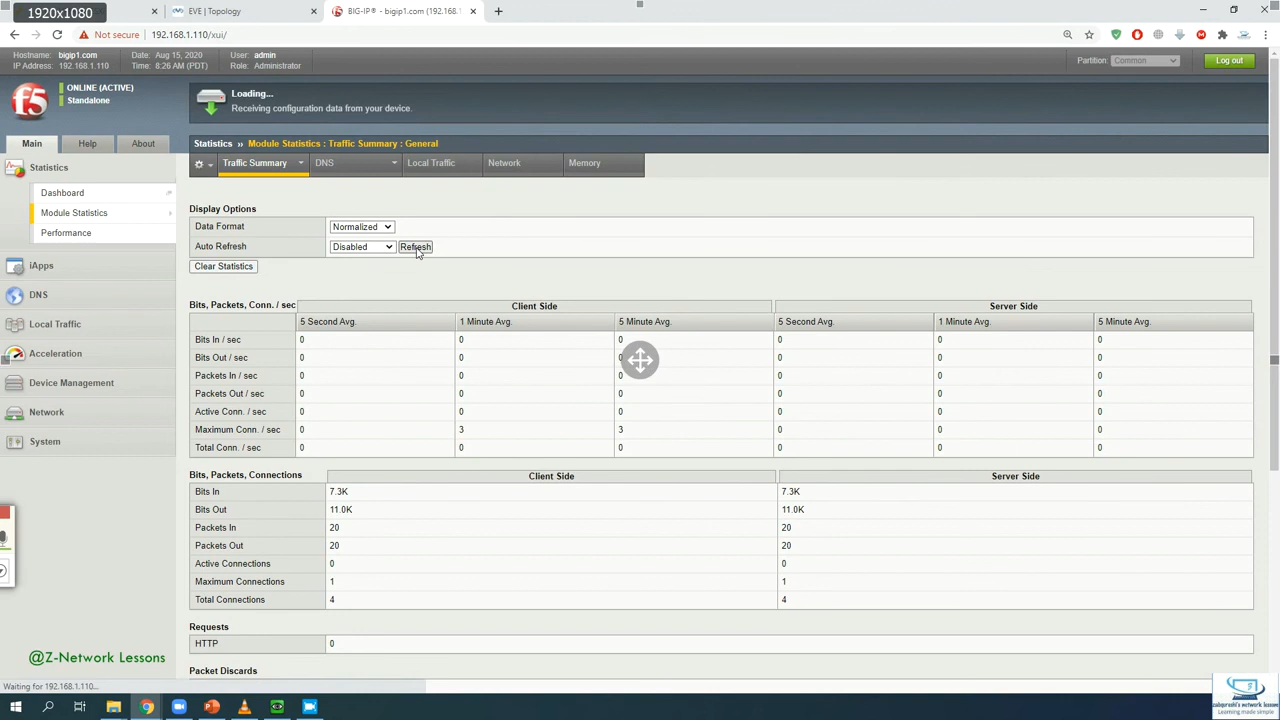 1920x1080
EVE | Topology
BIG-IP® - bigip1.com (192.168.1
Not secure
192.168.1.110/xui/
Hostname: bigip1.com
Date: Aug 15, 2020
User: admin
IP Address: 192.168.1.110
Time: 8:26 AM (PDT)
Role: Administrator
Partition: Common
Log out
f5
ONLINE (ACTIVE)
Standalone
Loading...
Receiving configuration data from your device.
Main
Help
About
Statistics
Dashboard
Module Statistics
Performance
iApps
DNS
Local Traffic
Acceleration
Device Management
Network
System
Statistics » Module Statistics : Traffic Summary : General
Traffic Summary
DNS
Local Traffic
Network
Memory
Display Options
Data Format Normalized
Auto Refresh Disabled Refresh
Clear Statistics
Bits, Packets, Conn. / sec Client Side Server Side
5 Second Avg. 1 Minute Avg. 5 Minute Avg. 5 Second Avg. 1 Minute Avg. 5 Minute Avg.
Bits In / sec 0 0 0 0 0 0
Bits Out / sec 0 0 0 0 0 0
Packets In / sec 0 0 0 0 0 0
Packets Out / sec 0 0 0 0 0 0
Active Conn. / sec 0 0 0 0 0 0
Maximum Conn. / sec 0 3 3 0 0 0
Total Conn. / sec 0 0 0 0 0 0
Bits, Packets, Connections Client Side Server Side
Bits In 7.3K 7.3K
Bits Out 11.0K 11.0K
Packets In 20 20
Packets Out 20 20
Active Connections 0 0
Maximum Connections 1 1
Total Connections 4 4
Requests
HTTP 0
Packet Discards
@Z-Network Lessons
Waiting for 192.168.1.110...
Learning made simple